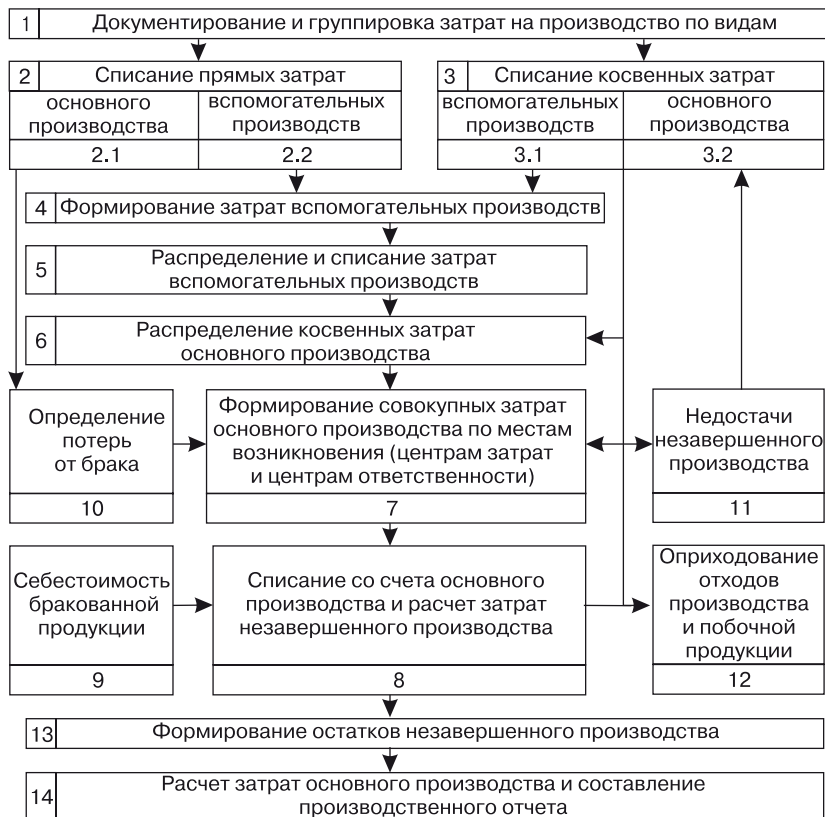 1 Документирование и группировка затрат на производство по видам
2 Списание прямых затрат
основного
производства
2.1
вспомогательных
производств
2.2
3 Списание косвенных затрат
вспомогательных
производств
3.1
основного
производства
3.2
4 Формирование затрат вспомогательных производств
5 Распределение и списание затрат
вспомогательных производств
6 Распределение косвенных затрат
основного производства
Определение
потерь
от брака
10
Формирование совокупных затрат
основного производства по местам
возникновения (центрам затрат
и центрам ответственности)
7
Недостачи
незавершенного
производства
11
Себестоимость
бракованной
продукции
9
Списание со счета основного
производства и расчет затрат
незавершенного производства
8
Оприходование
отходов
производства
и побочной
продукции
12
13 Формирование остатков незавершенного производства
14 Расчет затрат основного производства и составление
производственного отчета